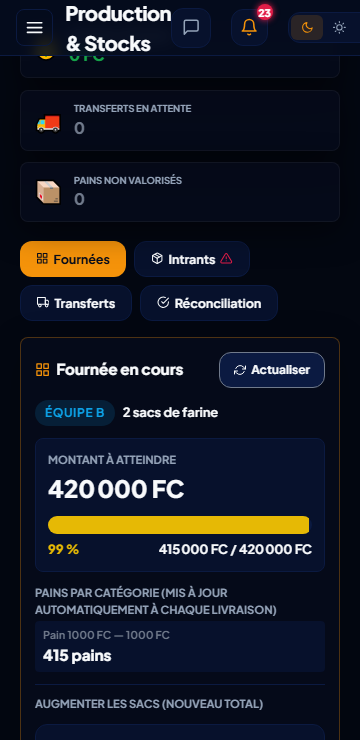 Production
& Stocks
23
0 FC
TRANSFERTS EN ATTENTE
0
PAINS NON VALORISÉS
0
Fournées
Intrants
Transferts
Réconciliation
Fournée en cours
Actualiser
ÉQUIPE B
2 sacs de farine
MONTANT À ATTEINDRE
420 000 FC
99 %
415 000 FC / 420 000 FC
PAINS PAR CATÉGORIE (MIS À JOUR
AUTOMATIQUEMENT À CHAQUE LIVRAISON)
Pain 1000 FC — 1000 FC
415 pains
AUGMENTER LES SACS (NOUVEAU TOTAL)